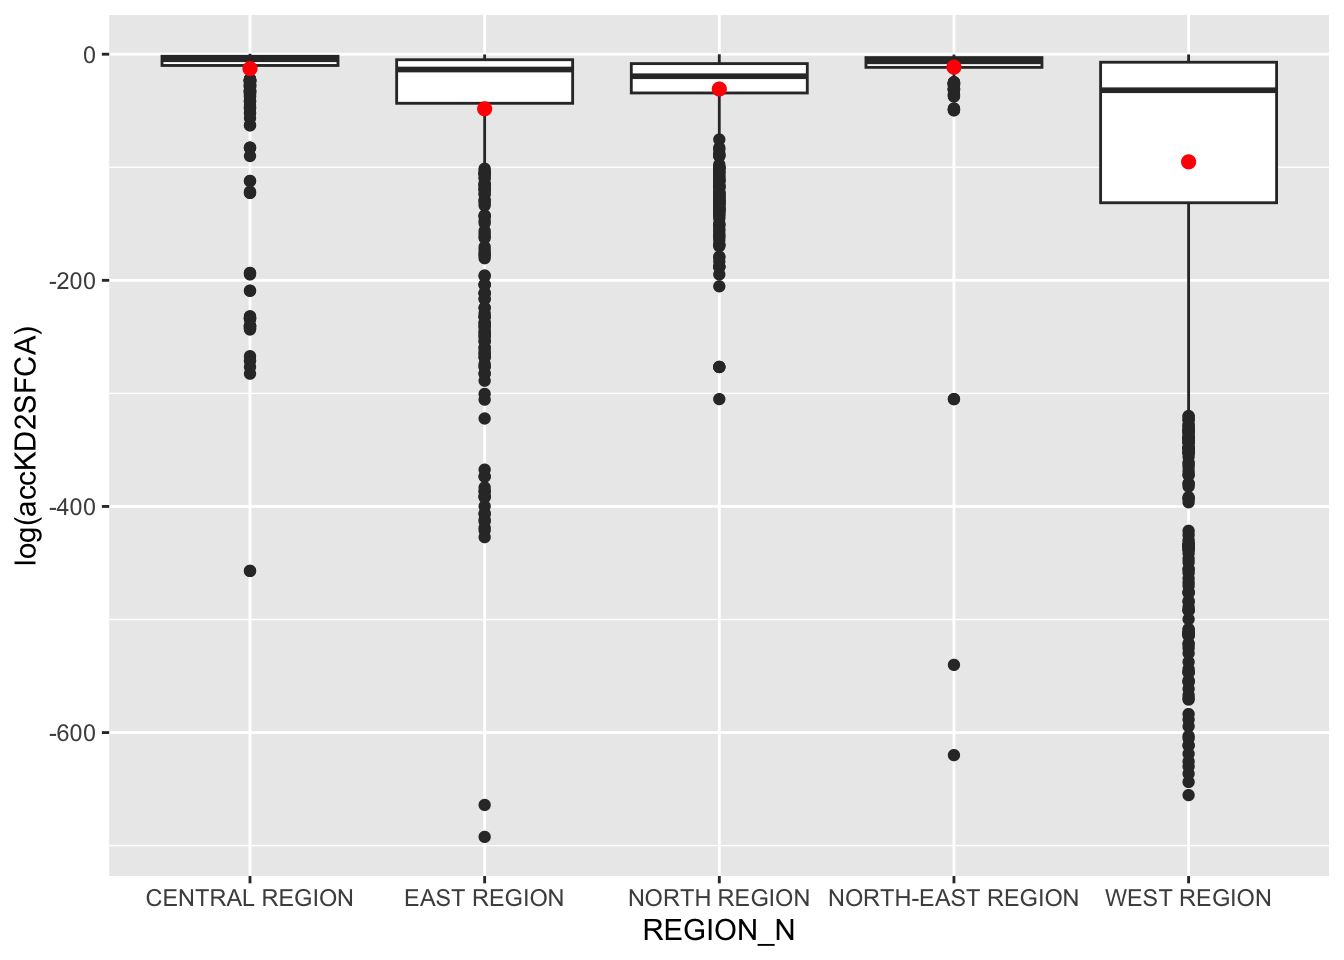 0
-200
-400
-600
log(accKD2SFCA)
CENTRAL REGION EAST REGION NORTH REGION NORTH-EAST REGION WEST REGION
REGION_N